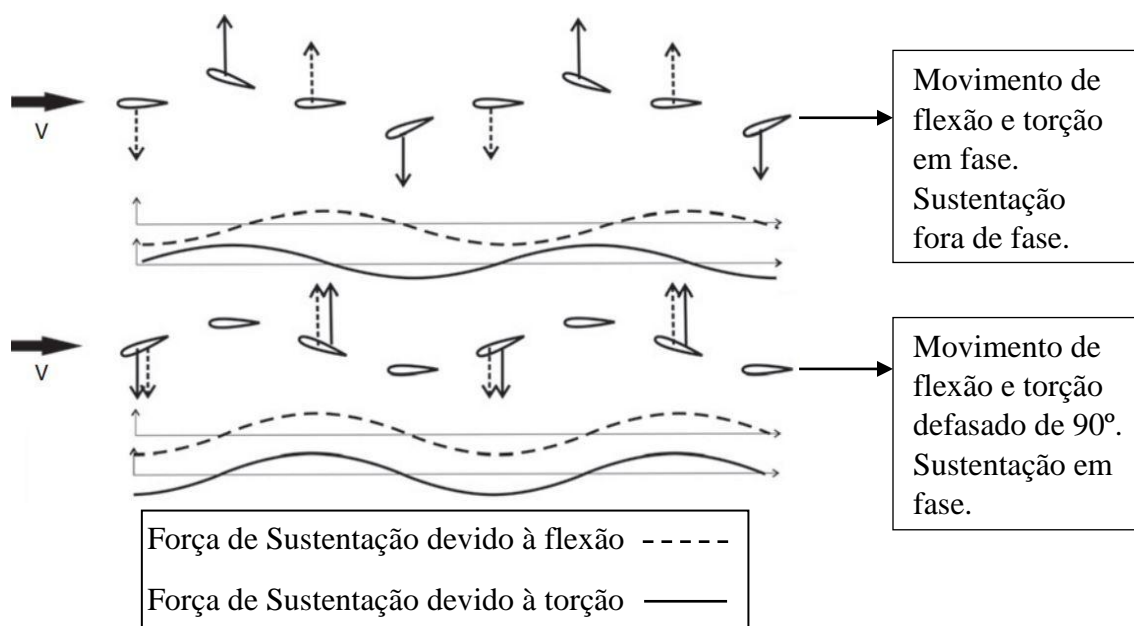 V
Movimento de
flexão e torção
em fase.
Sustentação
fora de fase.
V
Movimento de
flexão e torção
defasado de 90º.
Sustentação em
fase.
Força de Sustentação devido à flexão
Força de Sustentação devido à torção